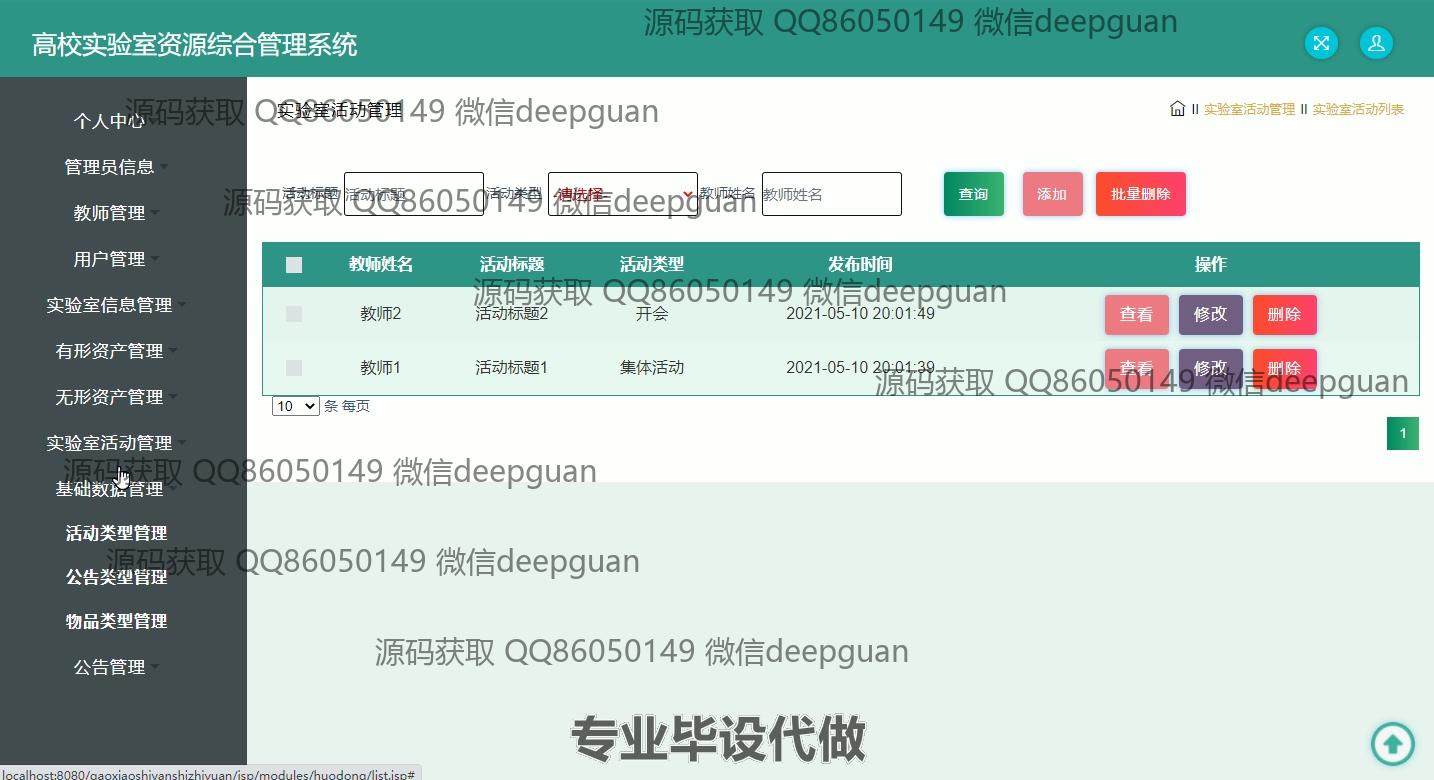 源码获取 QQ86050149 微信deepguan
高校实验室资源综合管理系统
源码获取 QQ86050149 微信deepguan
实验室活动管理
实验室活动管理 实验室活动列表
个人中心
管理员信息
教师管理
用户管理
实验室信息管理
有形资产管理
无形资产管理
实验室活动管理
基础数据管理
活动类型管理
公告类型管理
物品类型管理
公告管理
活动标题 活动标题 活动类型 -请选择- 教师姓名 教师姓名 查询 添加 批量删除
源码获取 QQ86050149 微信deepguan
教师姓名 活动标题 活动类型 发布时间 操作
源码获取 QQ86050149 微信deepguan
教师2 活动标题2 开会 2021-05-10 20:01:49 查看 修改 删除
教师1 活动标题1 集体活动 2021-05-10 20:01:39 查看 修改 删除
源码获取 QQ86050149 微信deepguan
10 条 每页
1
源码获取 QQ86050149 微信deepguan
源码获取 QQ86050149 微信deepguan
源码获取 QQ86050149 微信deepguan
专业毕设代做
localhost:8080/gaoxiaoshiyanshizhiyuan/jsp/modules/huodong/list.jsp#